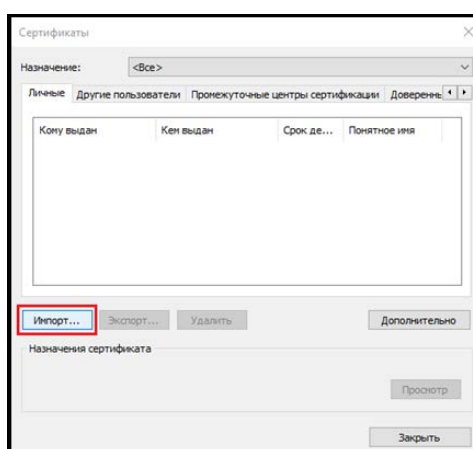 Сертификаты
Назначение: <Все>
Личные Другие пользователи Промежуточные центры сертификации Доверенны
Кому выдан Кем выдан Срок де... Понятное имя
Импорт... Экспорт... Удалить Дополнительно
Назначения сертификата
Просмотр
Закрыть